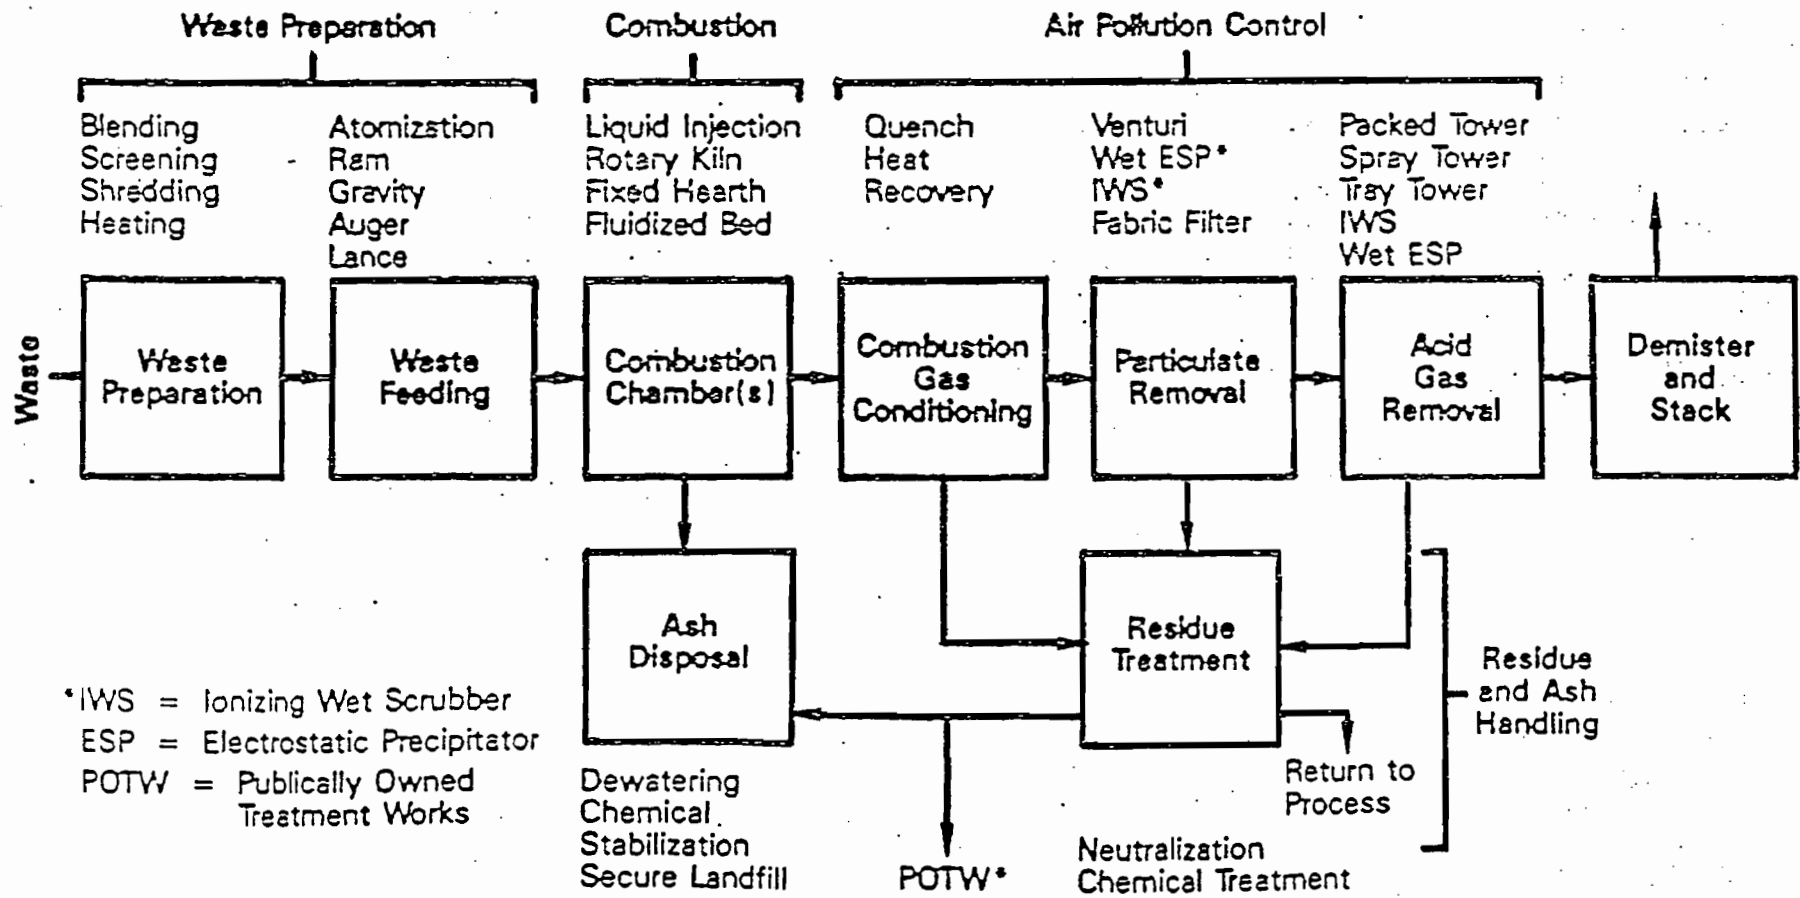 Waste Preparation
Combustion
Air Pollution Control
Blending
Screening
Shredding
Heating
Atomization
Ram
Gravity
Auger
Lance
Liquid Injection
Rotary Kiln
Fixed Hearth
Fluidized Bed
Quench
Heat
Recovery
Venturi
Wet ESP*
IWS*
Fabric Filter
Packed Tower
Spray Tower
Tray Tower
IWS
Wet ESP
Waste
Waste
Preparation
Waste
Feeding
Combustion
Chamber(s)
Combustion
Gas
Conditioning
Particulate
Removal
Acid
Gas
Removal
Demister
and
Stack
Ash
Disposal
Residue
Treatment
Residue
and Ash
Handling
*IWS = Ionizing Wet Scrubber
ESP = Electrostatic Precipitator
POTW = Publically Owned
Treatment Works
Dewatering
Chemical
Stabilization
Secure Landfill
POTW*
Return to
Process
Neutralization
Chemical Treatment